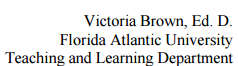 Victoria Brown, Ed. D.
Florida Atlantic University
Teaching and Learning Department